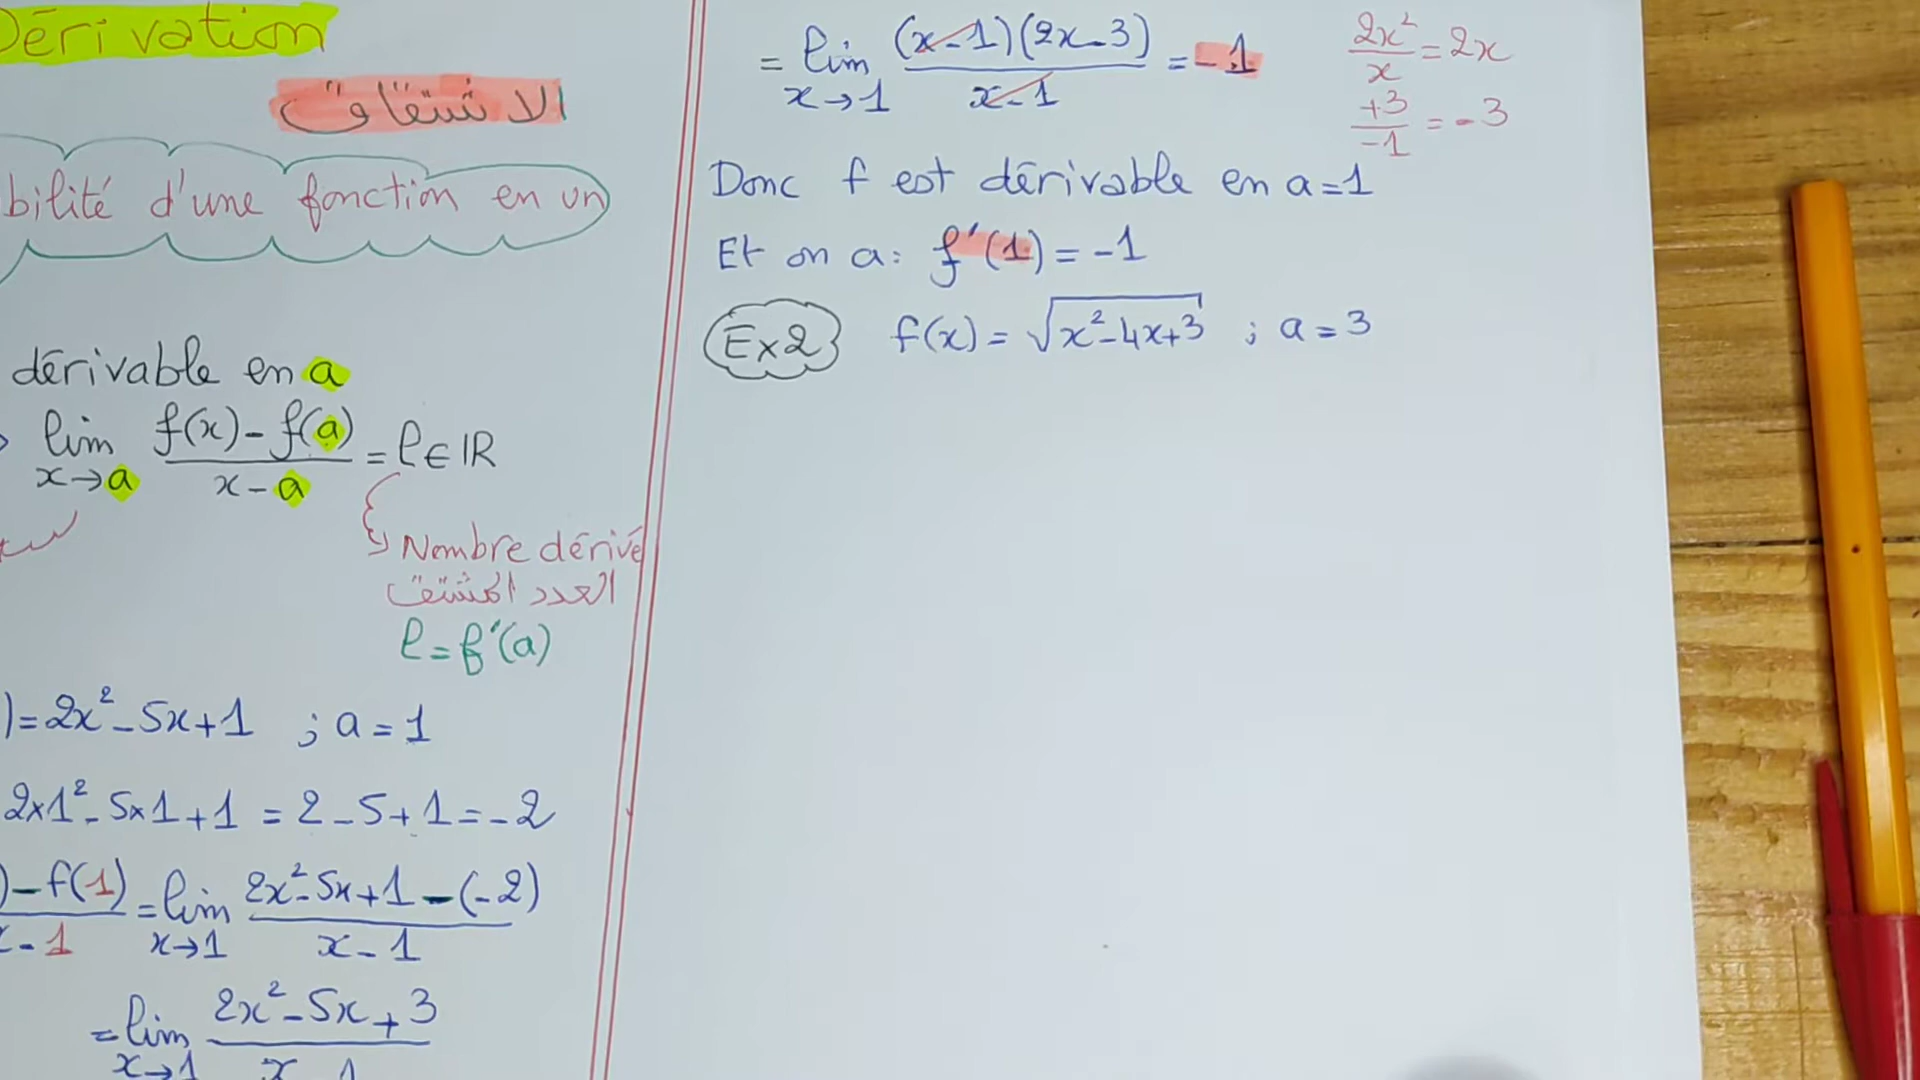 Dérivation
الاشتقاق
bilité d'une fonction en un
dérivable en a
lim f(x)-f(a) / x-a = l∈IR
x→a
Nombre dérivé
العدد المشتق
l=f'(a)
)=2x²-5x+1 ; a=1
2x1²-5x1+1 = 2-5+1=-2
)-f(1) / x-1 = lim 2x²-5x+1-(-2) / x-1
x→1
=lim 2x²-5x+3 / x-1
x→1
= lim (x-1)(2x-3) / x-1 = -1
x→1
2x² / x = 2x
+3 / -1 = -3
Donc f est dérivable en a=1
Et on a: f'(1)=-1
Ex2 f(x)=√x²-4x+3 ; a=3